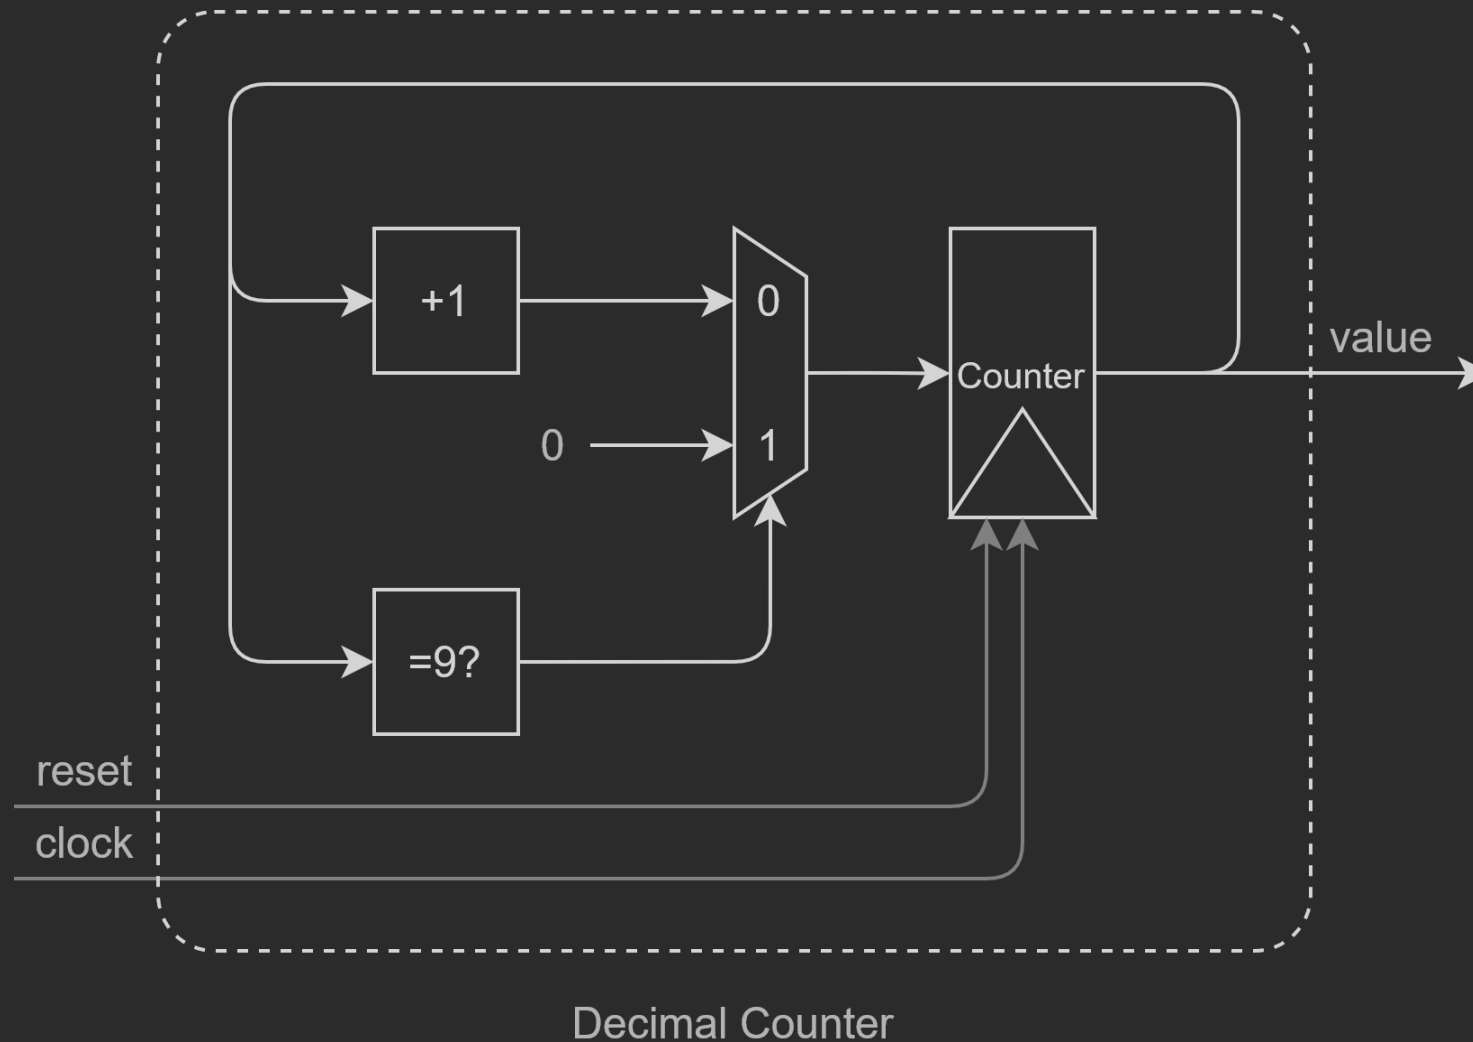 +1
0
Counter
value
0
1
=9?
reset
clock
Decimal Counter